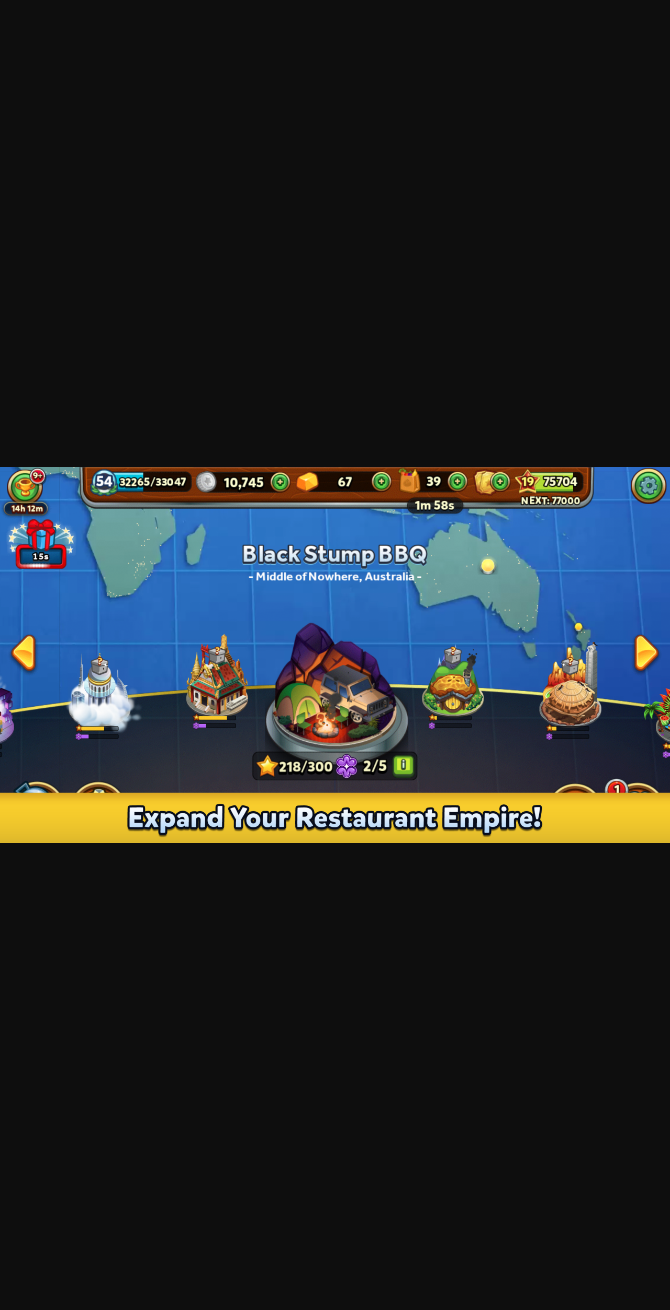 9+
54
32265/33047
10,745
67
39
19
75704
14h 12m
1m 58s
NEXT: 77000
15s
Black Stump BBQ
- Middle of Nowhere, Australia -
218/300
2/5
i
1
Expand Your Restaurant Empire!